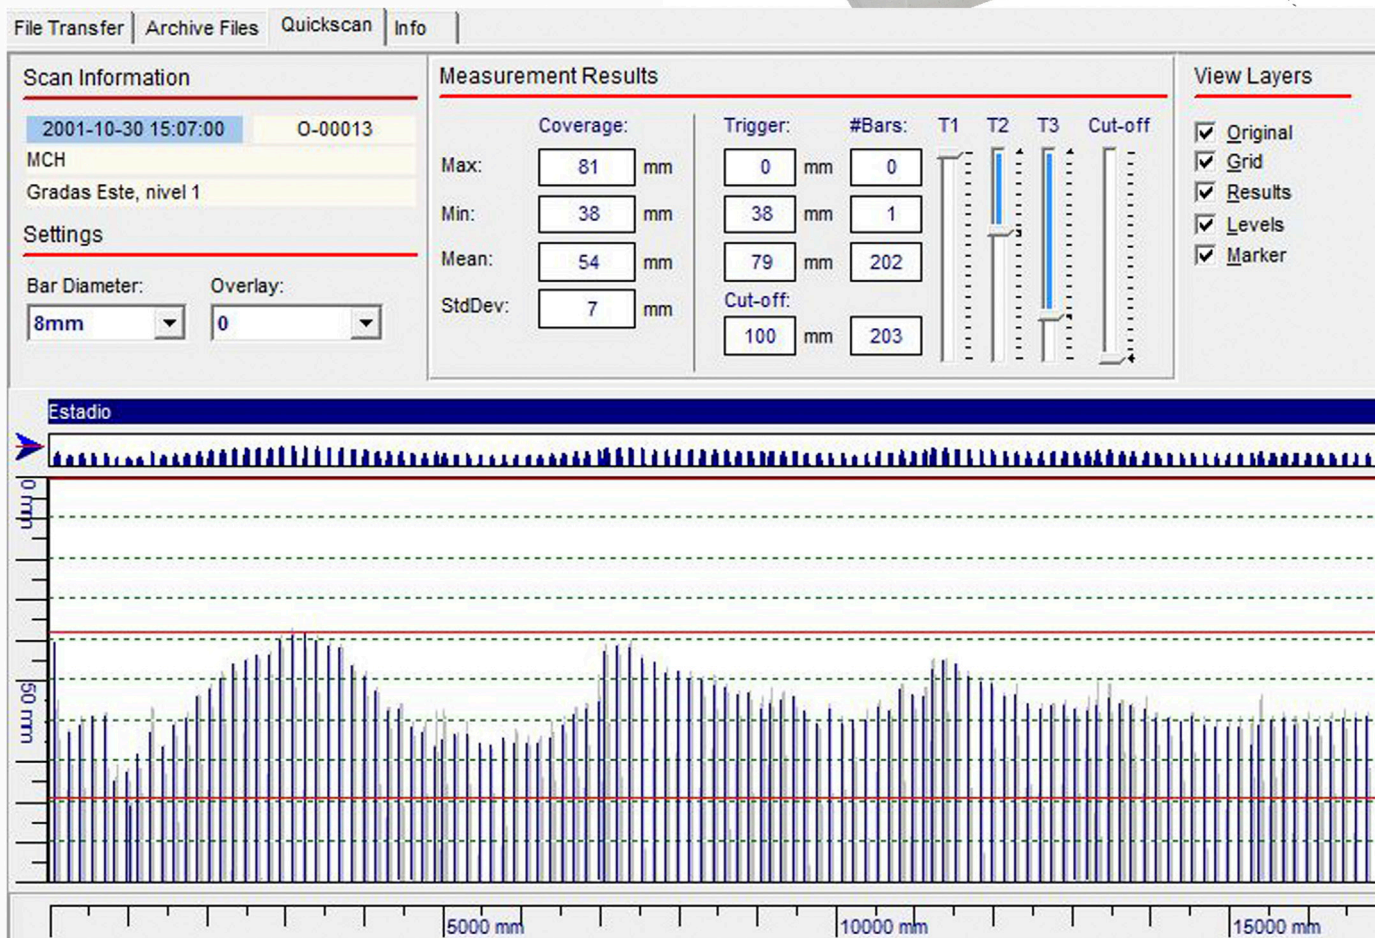 File Transfer Archive Files Quickscan Info
Scan Information
2001-10-30 15:07:00 O-00013
MCH
Gradas Este, nivel 1
Settings
Bar Diameter: Overlay:
8mm 0
Measurement Results
Coverage: Trigger: #Bars: T1 T2 T3 Cut-off
Max: 81 mm 0 mm 0
Min: 38 mm 38 mm 1
Mean: 54 mm 79 mm 202
StdDev: 7 mm Cut-off:
100 mm 203
View Layers
Original
Grid
Results
Levels
Marker
Estadio
0 mm
50 mm
5000 mm 10000 mm 15000 mm